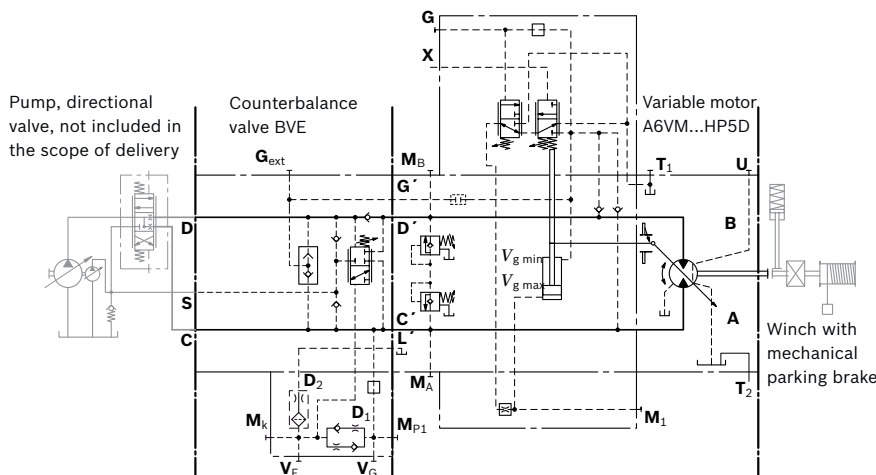 G
X
Pump, directional
valve, not included in
the scope of delivery
Counterbalance
valve BVE
Variable motor
A6VM...HP5D
Gext
MB
T1
U
G´
D
D´
B
Vg min
Vg max
S
C´
A
C
L´
Winch with
mechanical
parking brake
D2
MA
T2
D1
Mk
MP1
M1
VF
VG